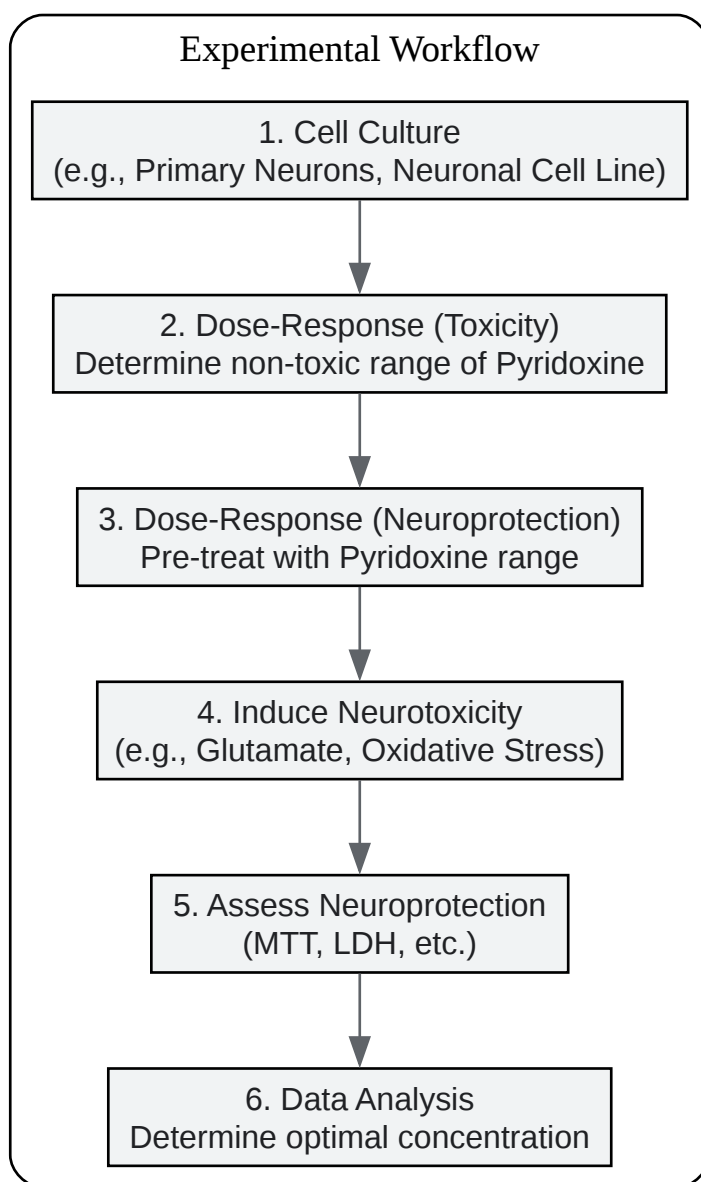 Experimental Workflow
1. Cell Culture
(e.g., Primary Neurons, Neuronal Cell Line)
2. Dose-Response (Toxicity)
Determine non-toxic range of Pyridoxine
3. Dose-Response (Neuroprotection)
Pre-treat with Pyridoxine range
4. Induce Neurotoxicity
(e.g., Glutamate, Oxidative Stress)
5. Assess Neuroprotection
(MTT, LDH, etc.)
6. Data Analysis
Determine optimal concentration